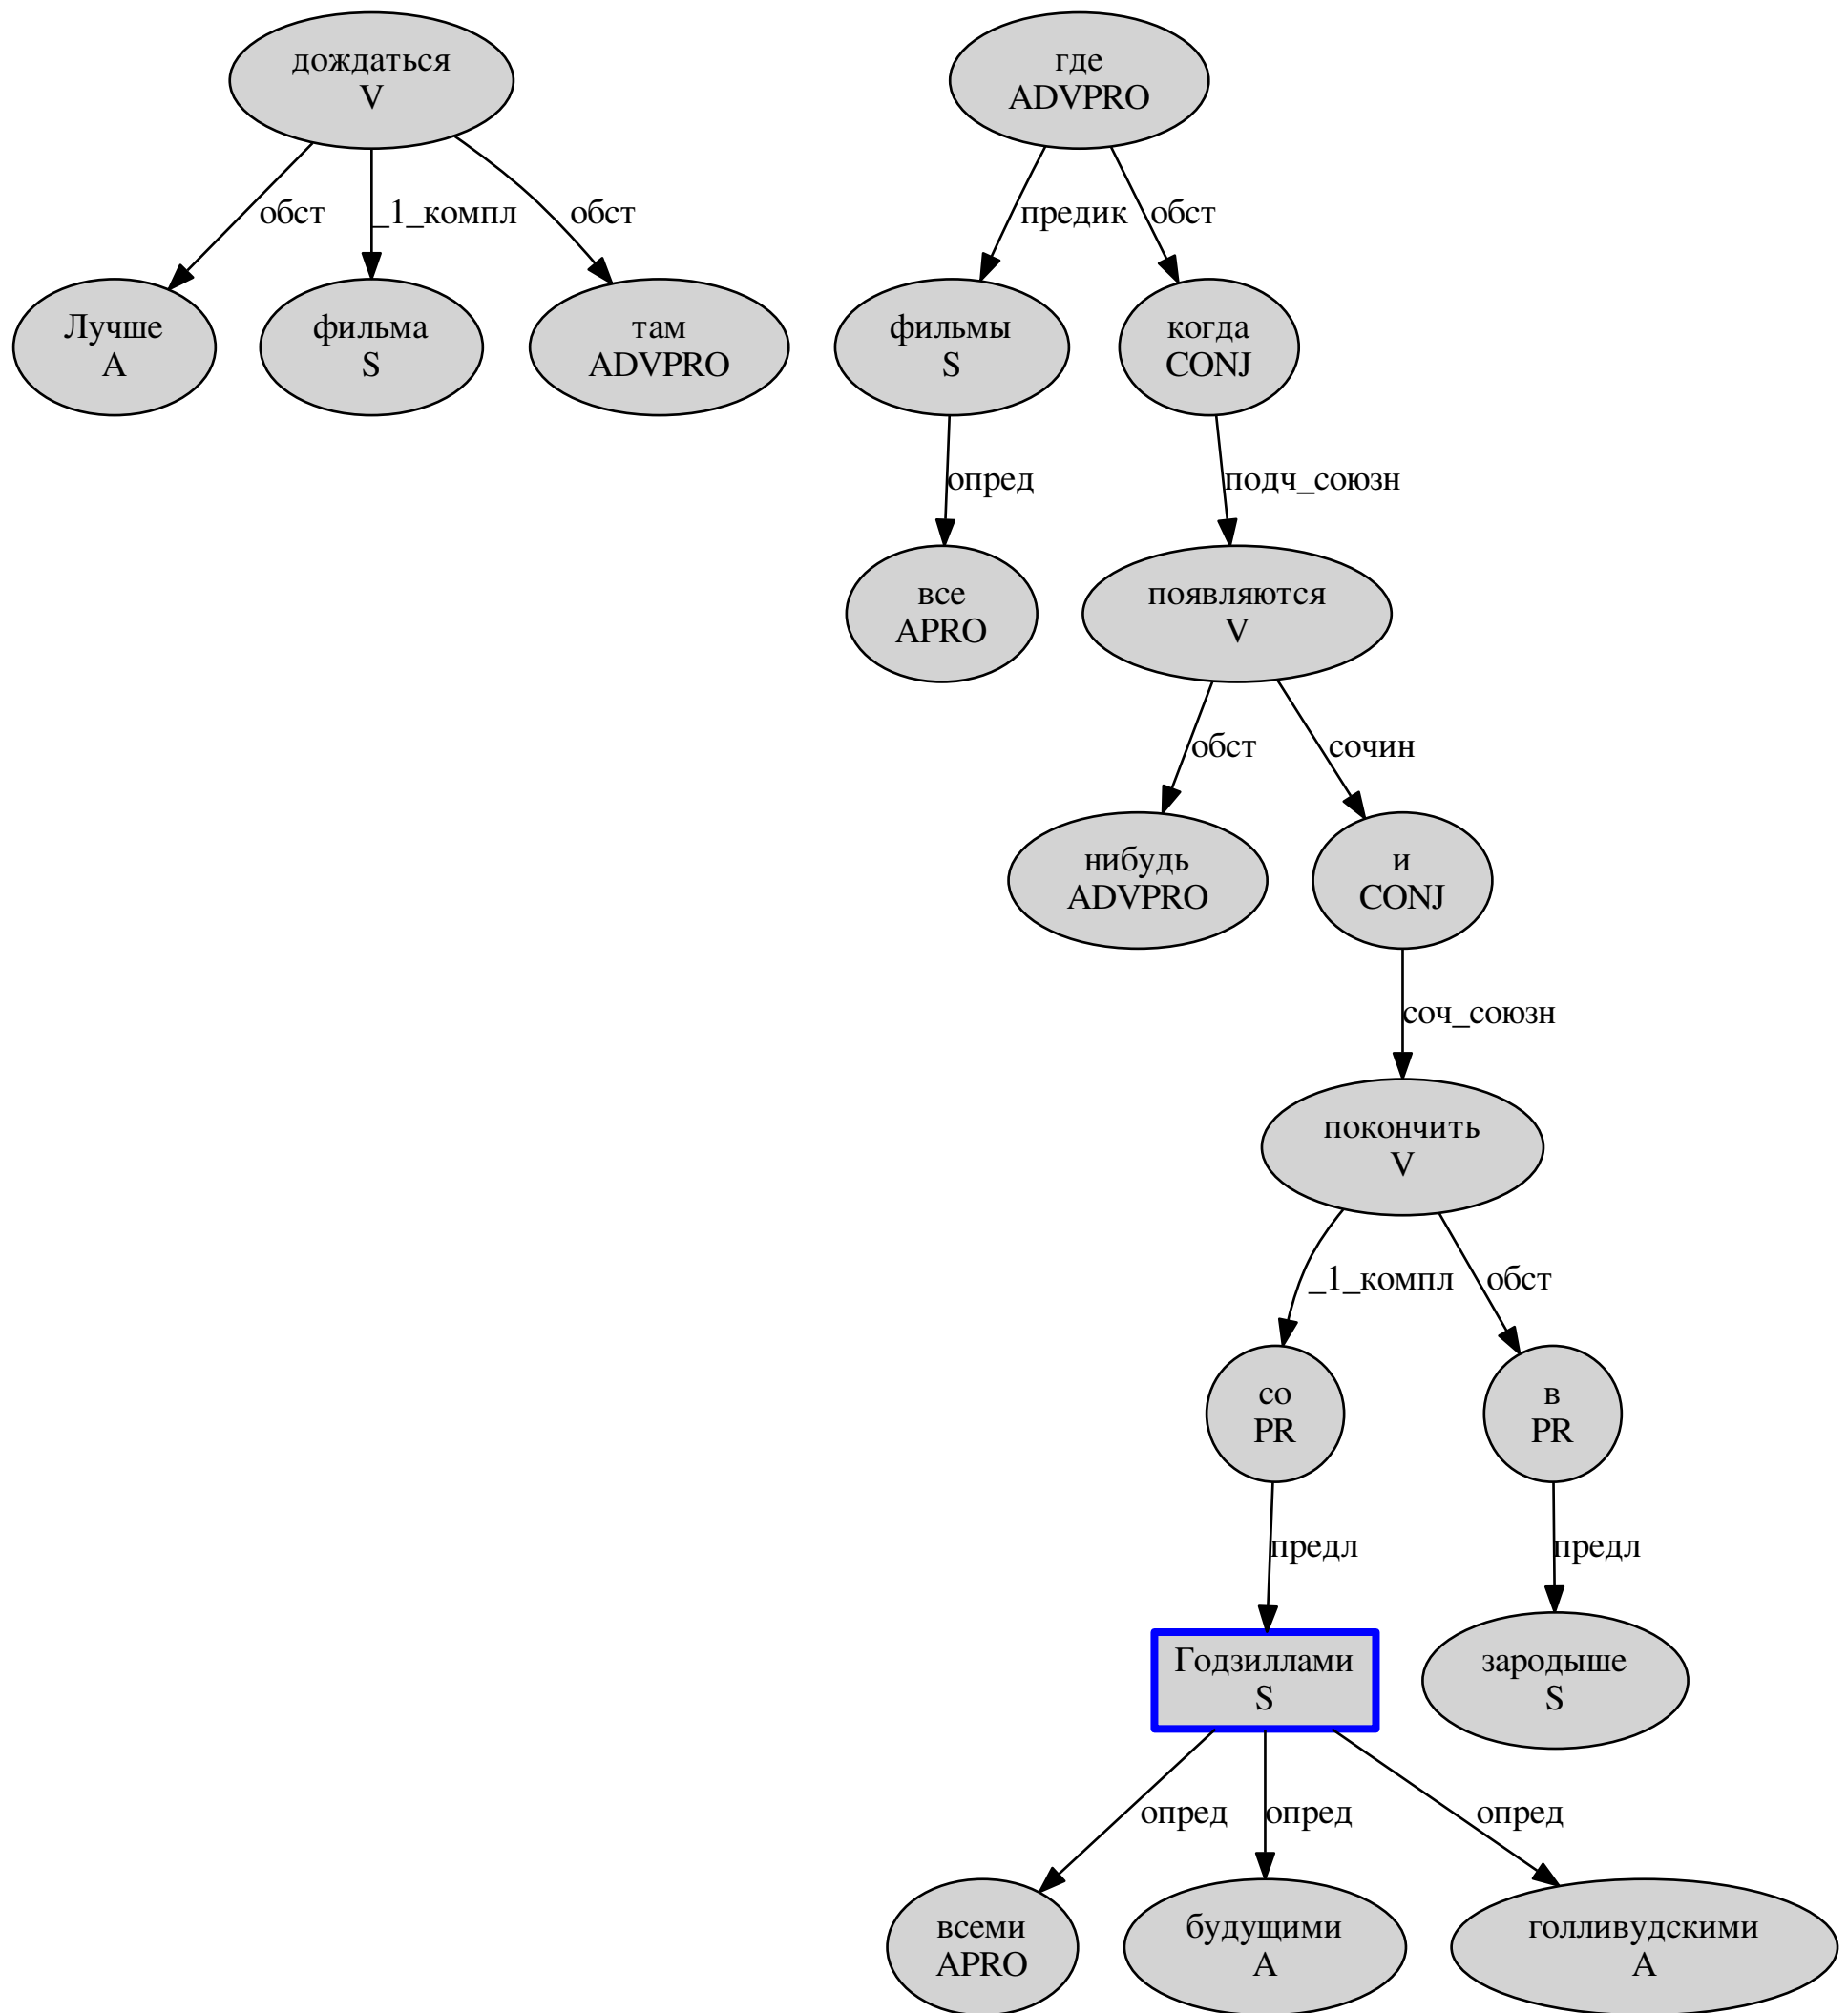 дождаться
V
где
ADVPRO
обст
_1_компл
обст
предик
обст
Лучше
A
фильма
S
там
ADVPRO
фильмы
S
когда
CONJ
опред
подч_союзн
все
APRO
появляются
V
обст
сочин
нибудь
ADVPRO
и
CONJ
соч_союзн
покончить
V
_1_компл
обст
со
PR
в
PR
предл
предл
Годзиллами
S
зародыше
S
опред
опред
опред
всеми
APRO
будущими
A
голливудскими
A